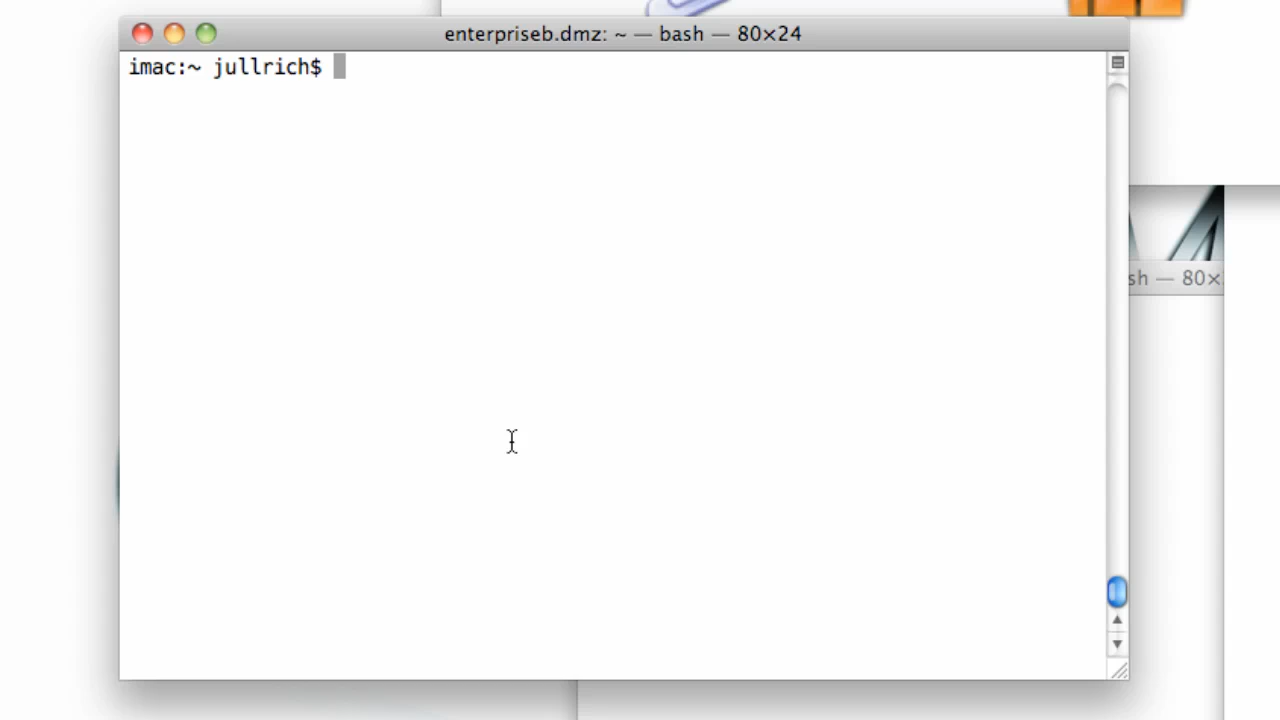 enterpriseb.dmz: ~ — bash — 80×24
imac:~ jullrich$
sh — 80×